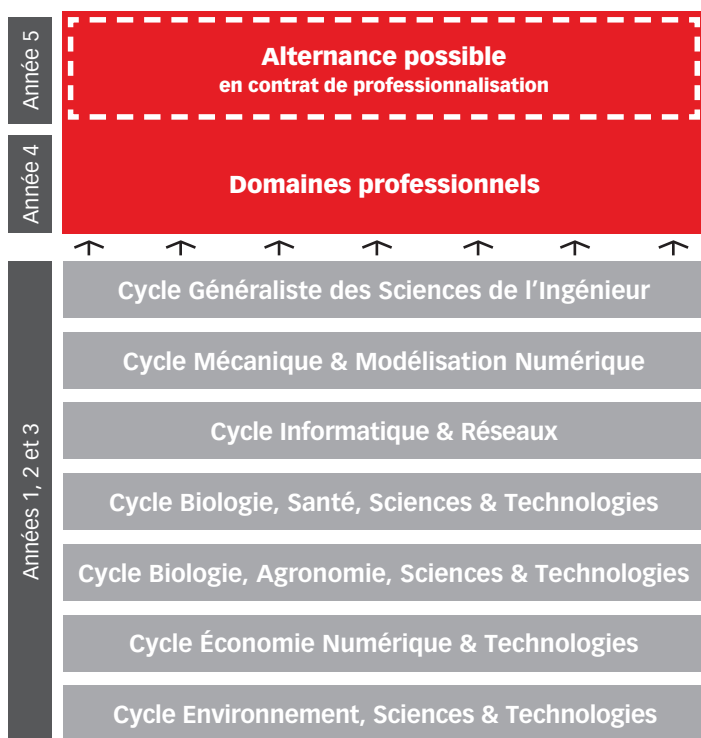 Année 5
Alternance possible
en contrat de professionnalisation
Année 4
Domaines professionnels
Années 1, 2 et 3
Cycle Généraliste des Sciences de l'Ingénieur
Cycle Mécanique & Modélisation Numérique
Cycle Informatique & Réseaux
Cycle Biologie, Santé, Sciences & Technologies
Cycle Biologie, Agronomie, Sciences & Technologies
Cycle Économie Numérique & Technologies
Cycle Environnement, Sciences & Technologies